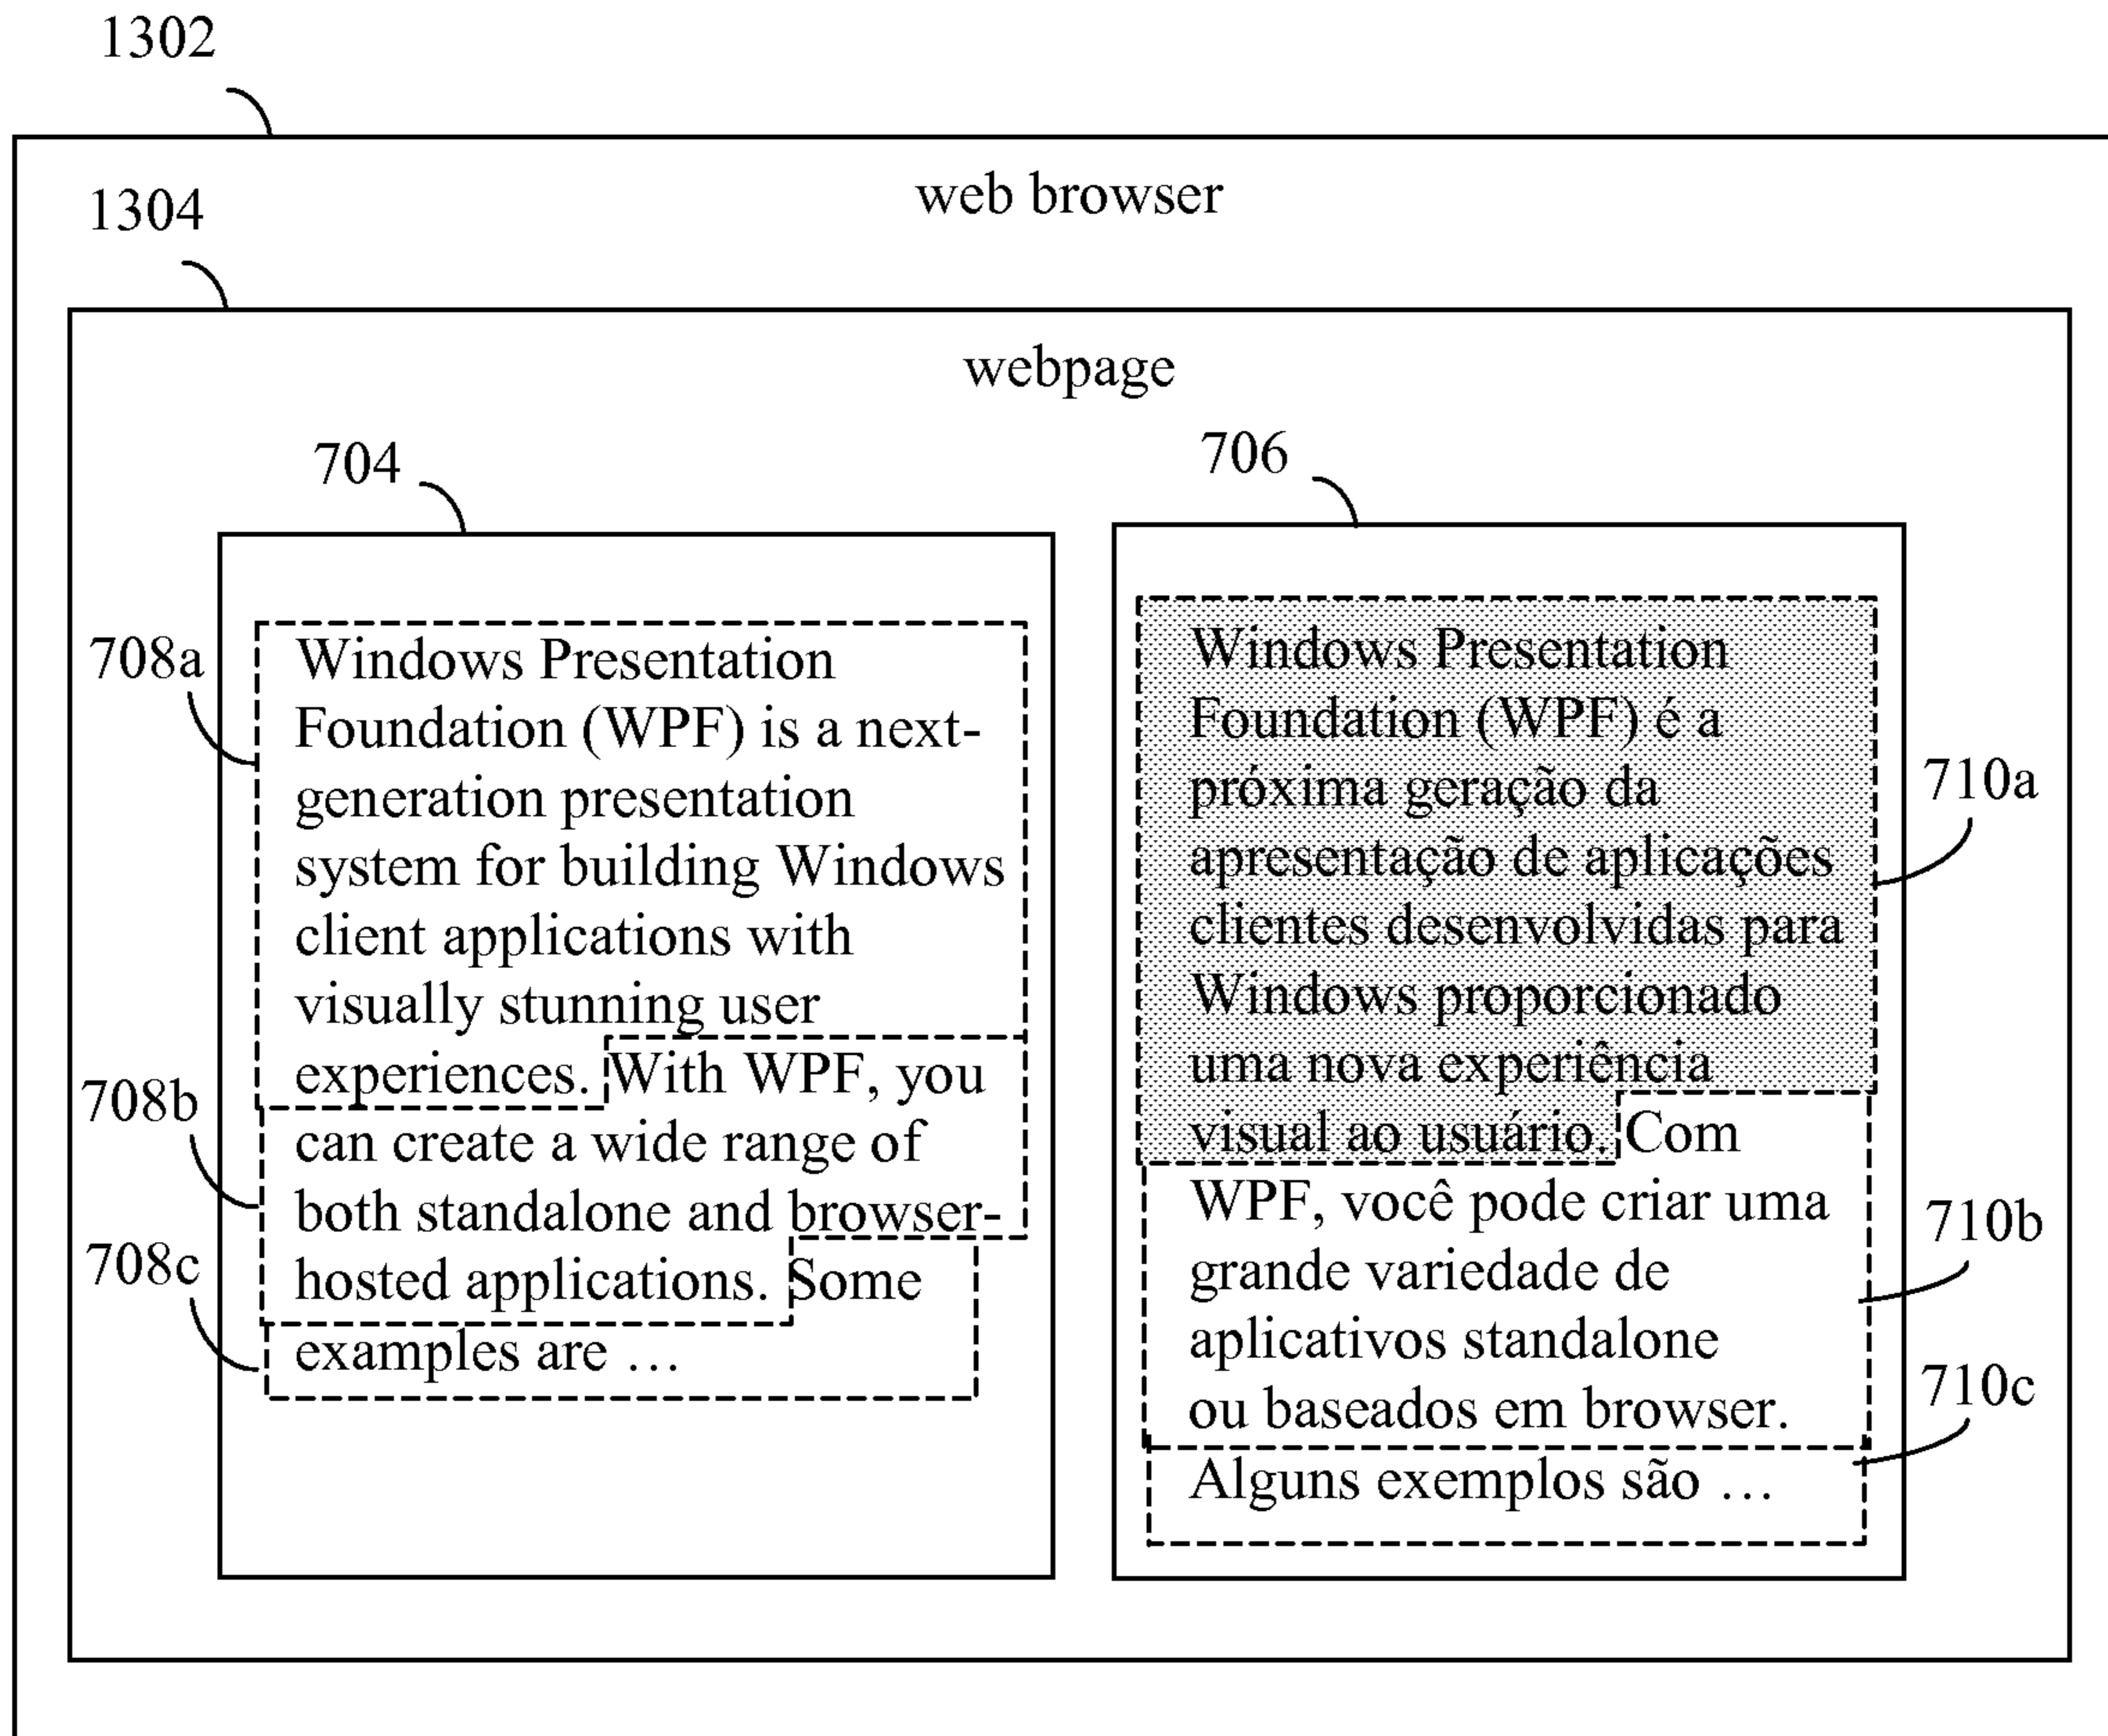 1302
web browser
1304
webpage
704
706
708a
Windows Presentation
Foundation (WPF) is a next-
generation presentation
system for building Windows
client applications with
visually stunning user
experiences. With WPF, you
708b
can create a wide range of
both standalone and browser-
708c
hosted applications. Some
examples are …
Windows Presentation
Foundation (WPF) é a
próxima geração da
710a
apresentação de aplicações
clientes desenvolvidas para
Windows proporcionado
uma nova experiência
visual ao usuário. Com
WPF, você pode criar uma
710b
grande variedade de
aplicativos standalone
710c
ou baseados em browser.
Alguns exemplos são …